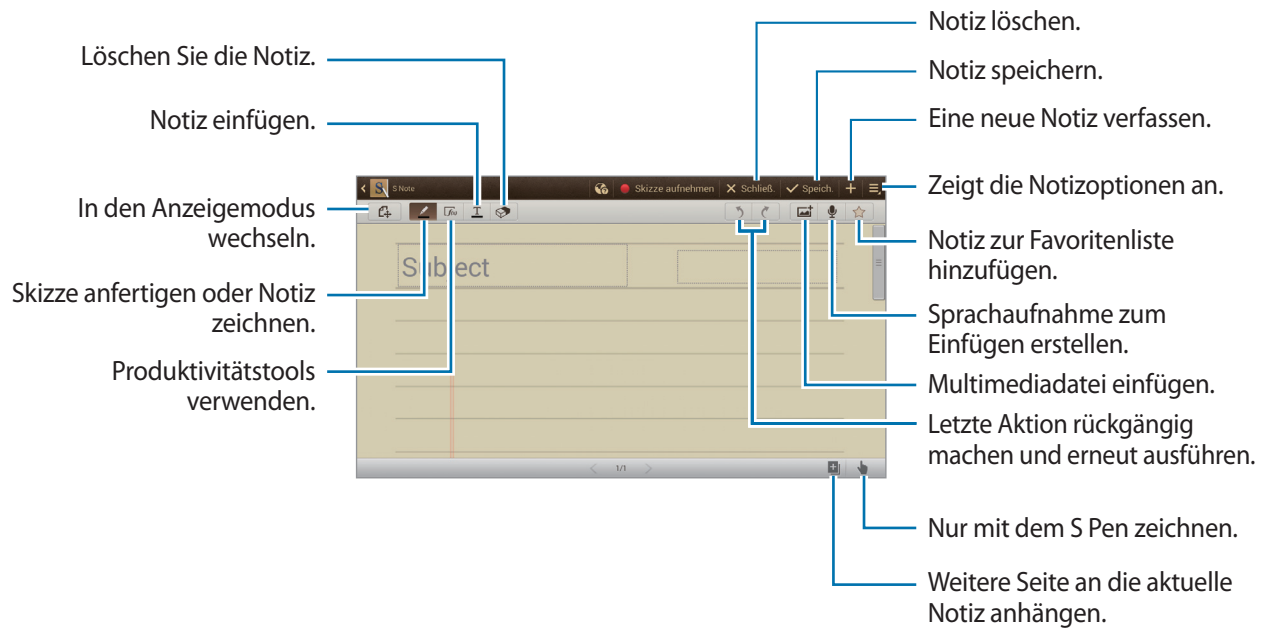 Löschen Sie die Notiz.
Notiz einfügen.
In den Anzeigemodus
wechseln.
Skizze anfertigen oder Notiz
zeichnen.
Produktivitätstools
verwenden.
S Note
Skizze aufnehmen
Schließ.
Speich.
f(x)
Subject
1/1
Notiz löschen.
Notiz speichern.
Eine neue Notiz verfassen.
Zeigt die Notizoptionen an.
Notiz zur Favoritenliste
hinzufügen.
Sprachaufnahme zum
Einfügen erstellen.
Multimediadatei einfügen.
Letzte Aktion rückgängig
machen und erneut ausführen.
Nur mit dem S Pen zeichnen.
Weitere Seite an die aktuelle
Notiz anhängen.